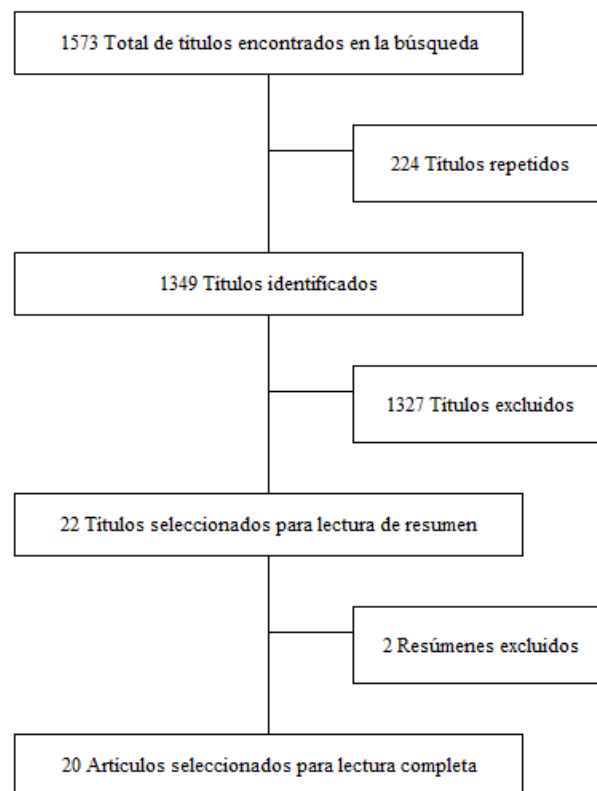 1573 Total de títulos encontrados en la búsqueda
224 Títulos repetidos
1349 Títulos identificados
1327 Títulos excluidos
22 Títulos seleccionados para lectura de resumen
2 Resúmenes excluidos
20 Artículos seleccionados para lectura completa